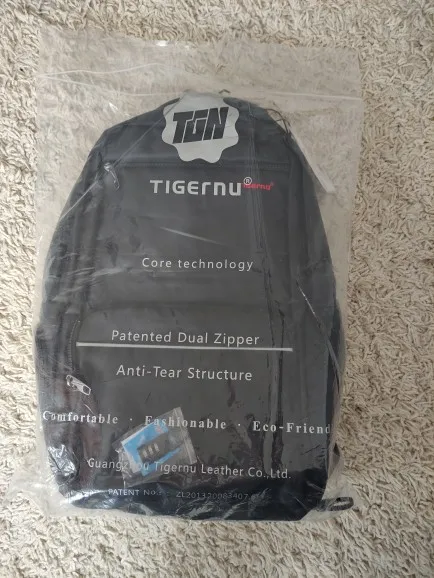 TGN
TIGERNU®
Core technology
Patented Dual Zipper
Anti-Tear Structure
Comfortable · Fashionable · Eco-Friend
Guangzhou Tigernu Leather Co.,Ltd.
PATENT No.: